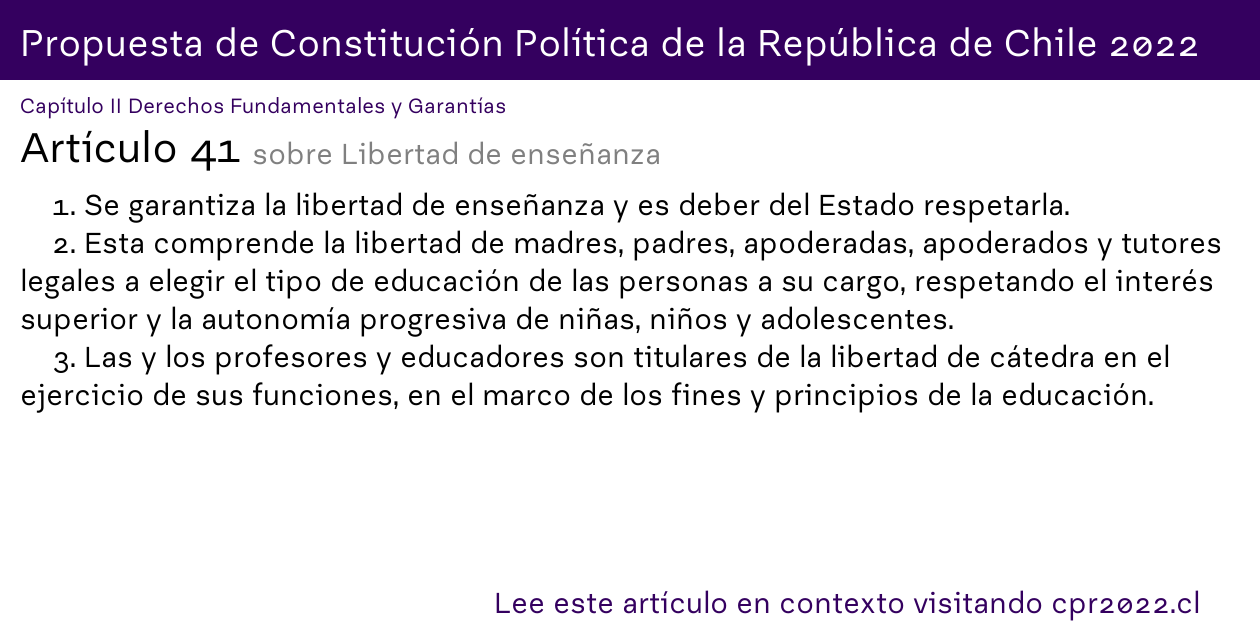 Propuesta de Constitución Política de la República de Chile 2022
Capítulo II Derechos Fundamentales y Garantías
Artículo 41 sobre Libertad de enseñanza
1. Se garantiza la libertad de enseñanza y es deber del Estado respetarla.
2. Esta comprende la libertad de madres, padres, apoderadas, apoderados y tutores
legales a elegir el tipo de educación de las personas a su cargo, respetando el interés
superior y la autonomía progresiva de niñas, niños y adolescentes.
3. Las y los profesores y educadores son titulares de la libertad de cátedra en el
ejercicio de sus funciones, en el marco de los fines y principios de la educación.
Lee este artículo en contexto visitando cpr2022.cl